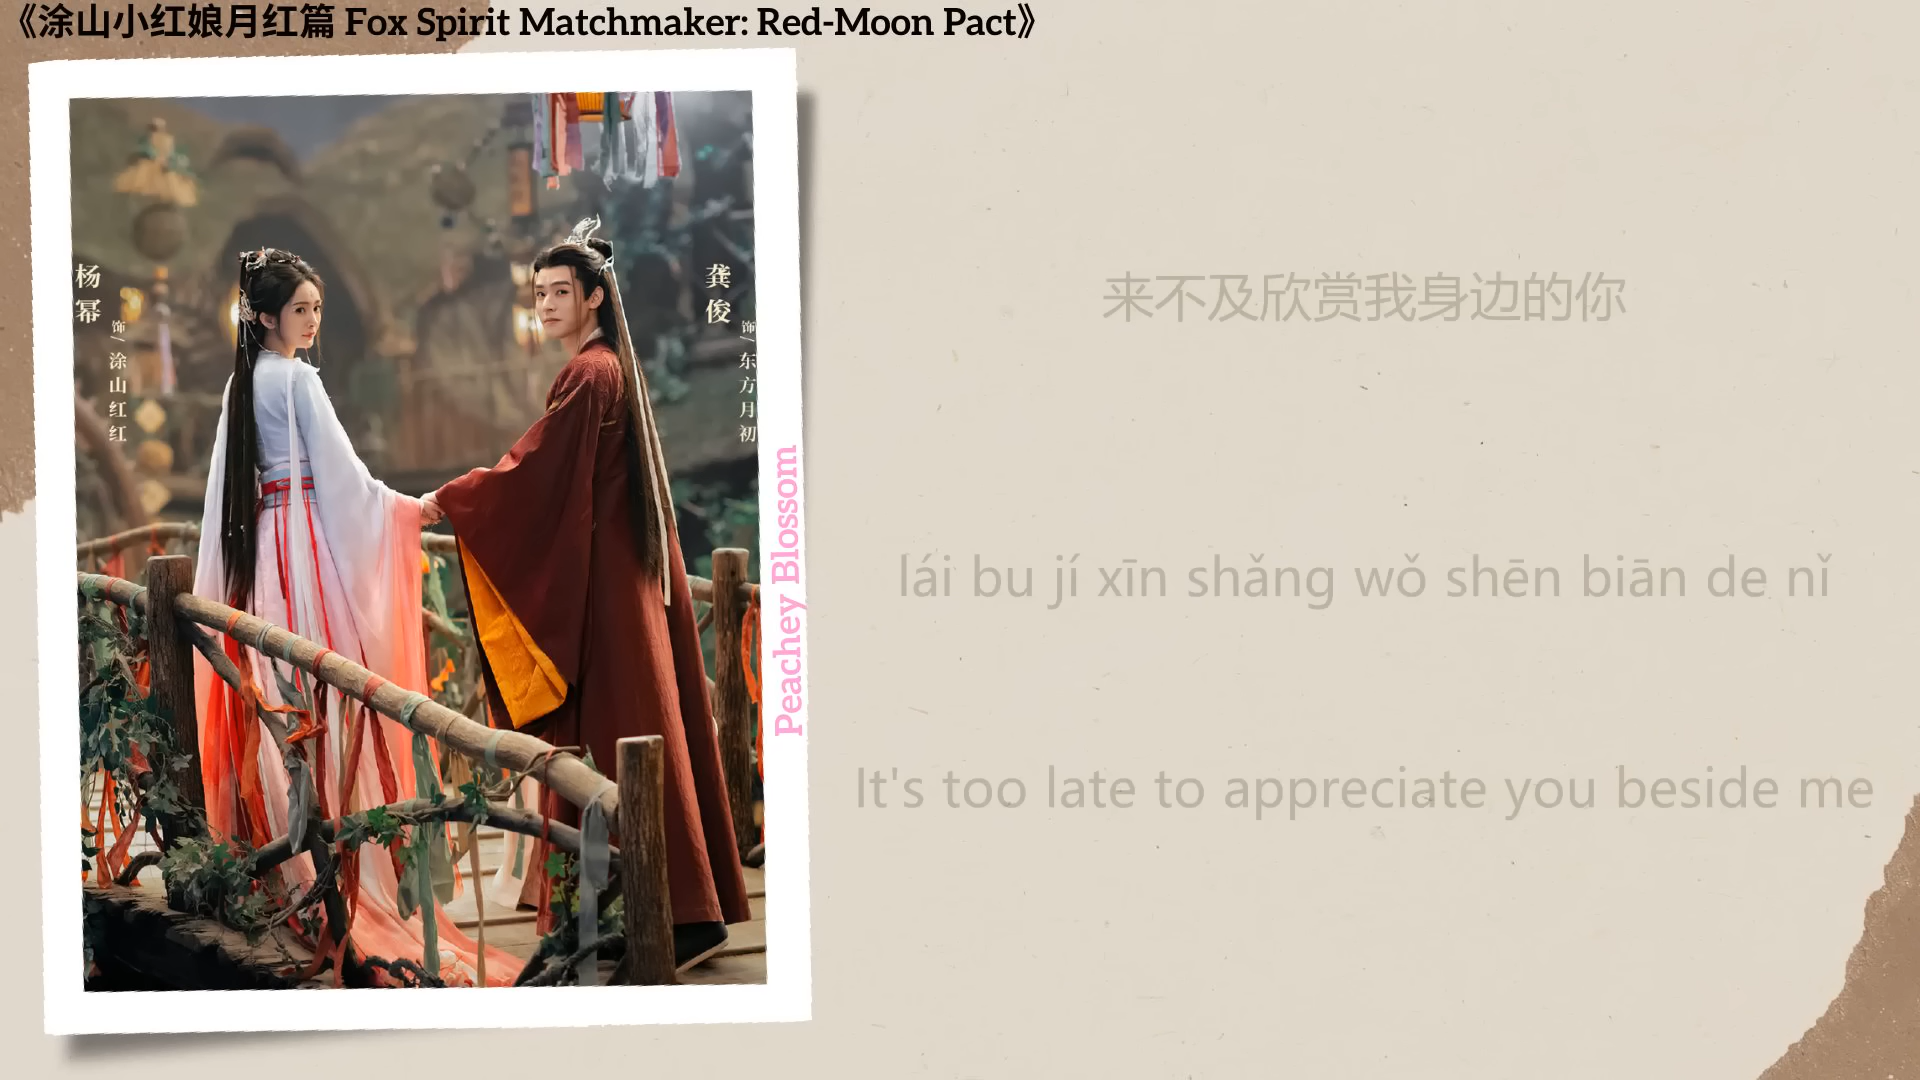 《涂山小红娘月红篇 Fox Spirit Matchmaker: Red-Moon Pact》
杨幂
饰/涂山红红
龚俊
饰/东方月初
Peachey Blossom
来不及欣赏我身边的你
lái bu jí xīn shǎng wǒ shēn biān de nǐ
It's too late to appreciate you beside me